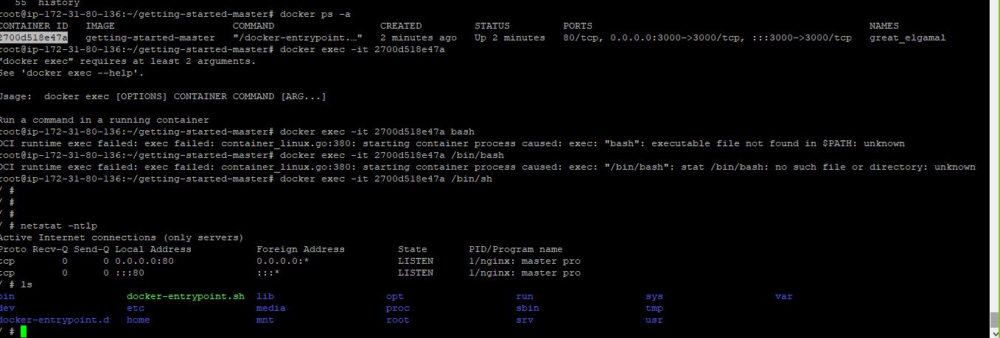 55  history
root@ip-172-31-80-136:~/getting-started-master# docker ps -a
CONTAINER ID   IMAGE                    COMMAND                  CREATED         STATUS         PORTS                                               NAMES
2700d518e47a   getting-started-master   "/docker-entrypoint.…"   2 minutes ago   Up 2 minutes   80/tcp, 0.0.0.0:3000->3000/tcp, :::3000->3000/tcp   great_elgamal
root@ip-172-31-80-136:~/getting-started-master# docker exec -it 2700d518e47a
"docker exec" requires at least 2 arguments.
See 'docker exec --help'.
Usage:  docker exec [OPTIONS] CONTAINER COMMAND [ARG...]
Run a command in a running container
root@ip-172-31-80-136:~/getting-started-master# docker exec -it 2700d518e47a bash
OCI runtime exec failed: exec failed: container_linux.go:380: starting container process caused: exec: "bash": executable file not found in $PATH: unknown
root@ip-172-31-80-136:~/getting-started-master# docker exec -it 2700d518e47a /bin/bash
OCI runtime exec failed: exec failed: container_linux.go:380: starting container process caused: exec: "/bin/bash": stat /bin/bash: no such file or directory: unknown
root@ip-172-31-80-136:~/getting-started-master# docker exec -it 2700d518e47a /bin/sh
/ #
/ #
/ #
/ # netstat -ntlp
Active Internet connections (only servers)
Proto Recv-Q Send-Q Local Address           Foreign Address         State       PID/Program name
tcp        0      0 0.0.0.0:80              0.0.0.0:*               LISTEN      1/nginx: master pro
tcp        0      0 :::80                   :::*                    LISTEN      1/nginx: master pro
/ # ls
bin                   docker-entrypoint.sh  lib                   opt                   run                   sys                   var
dev                   etc                   media                 proc                  sbin                  tmp
docker-entrypoint.d   home                  mnt                   root                  srv                   usr
/ #